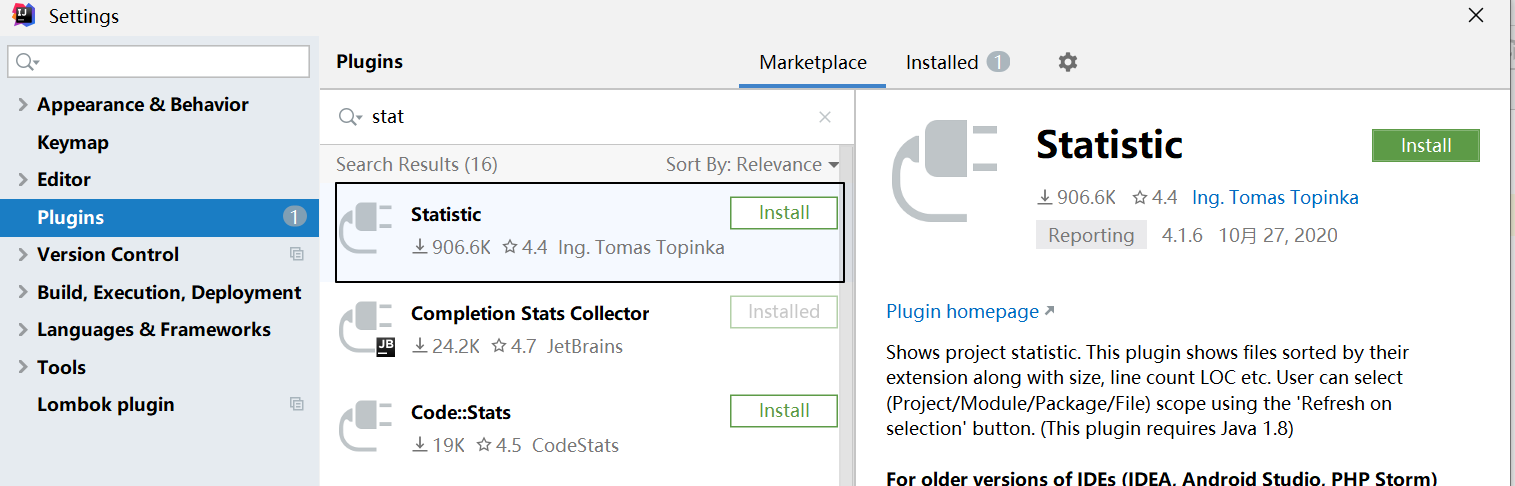 Settings
Appearance & Behavior
Keymap
Editor
Plugins 1
Version Control
Build, Execution, Deployment
Languages & Frameworks
Tools
Lombok plugin
Plugins Marketplace Installed 1
stat
Search Results (16) Sort By: Relevance
Statistic Install
906.6K 4.4 Ing. Tomas Topinka
Completion Stats Collector Installed
24.2K 4.7 JetBrains
Code::Stats Install
19K 4.5 CodeStats
Statistic Install
906.6K 4.4 Ing. Tomas Topinka
Reporting 4.1.6 10月 27, 2020
Plugin homepage
Shows project statistic. This plugin shows files sorted by their
extension along with size, line count LOC etc. User can select
(Project/Module/Package/File) scope using the 'Refresh on
selection' button. (This plugin requires Java 1.8)
For older versions of IDEs (IDEA, Android Studio, PHP Storm)